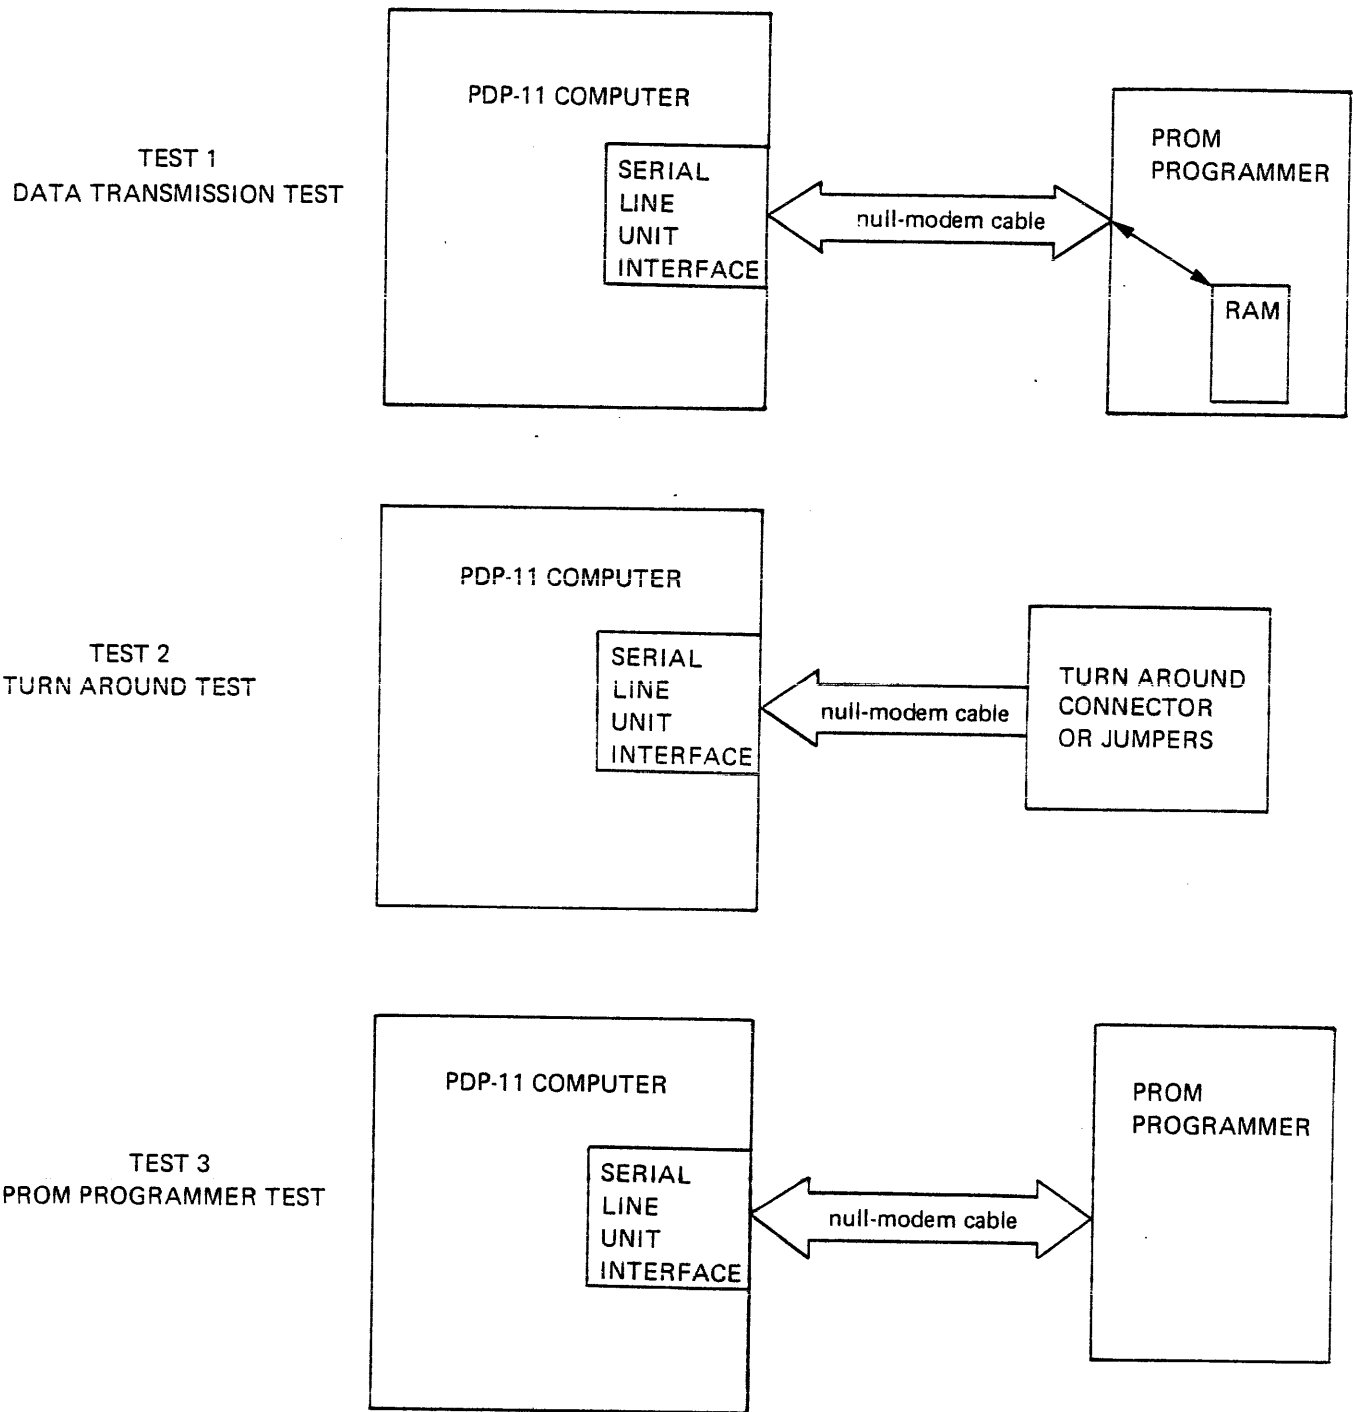 PDP-11 COMPUTER
TEST 1
DATA TRANSMISSION TEST
SERIAL
LINE
UNIT
INTERFACE
null-modem cable
PROM
PROGRAMMER
RAM
PDP-11 COMPUTER
TEST 2
TURN AROUND TEST
SERIAL
LINE
UNIT
INTERFACE
null-modem cable
TURN AROUND
CONNECTOR
OR JUMPERS
PDP-11 COMPUTER
TEST 3
PROM PROGRAMMER TEST
SERIAL
LINE
UNIT
INTERFACE
null-modem cable
PROM
PROGRAMMER